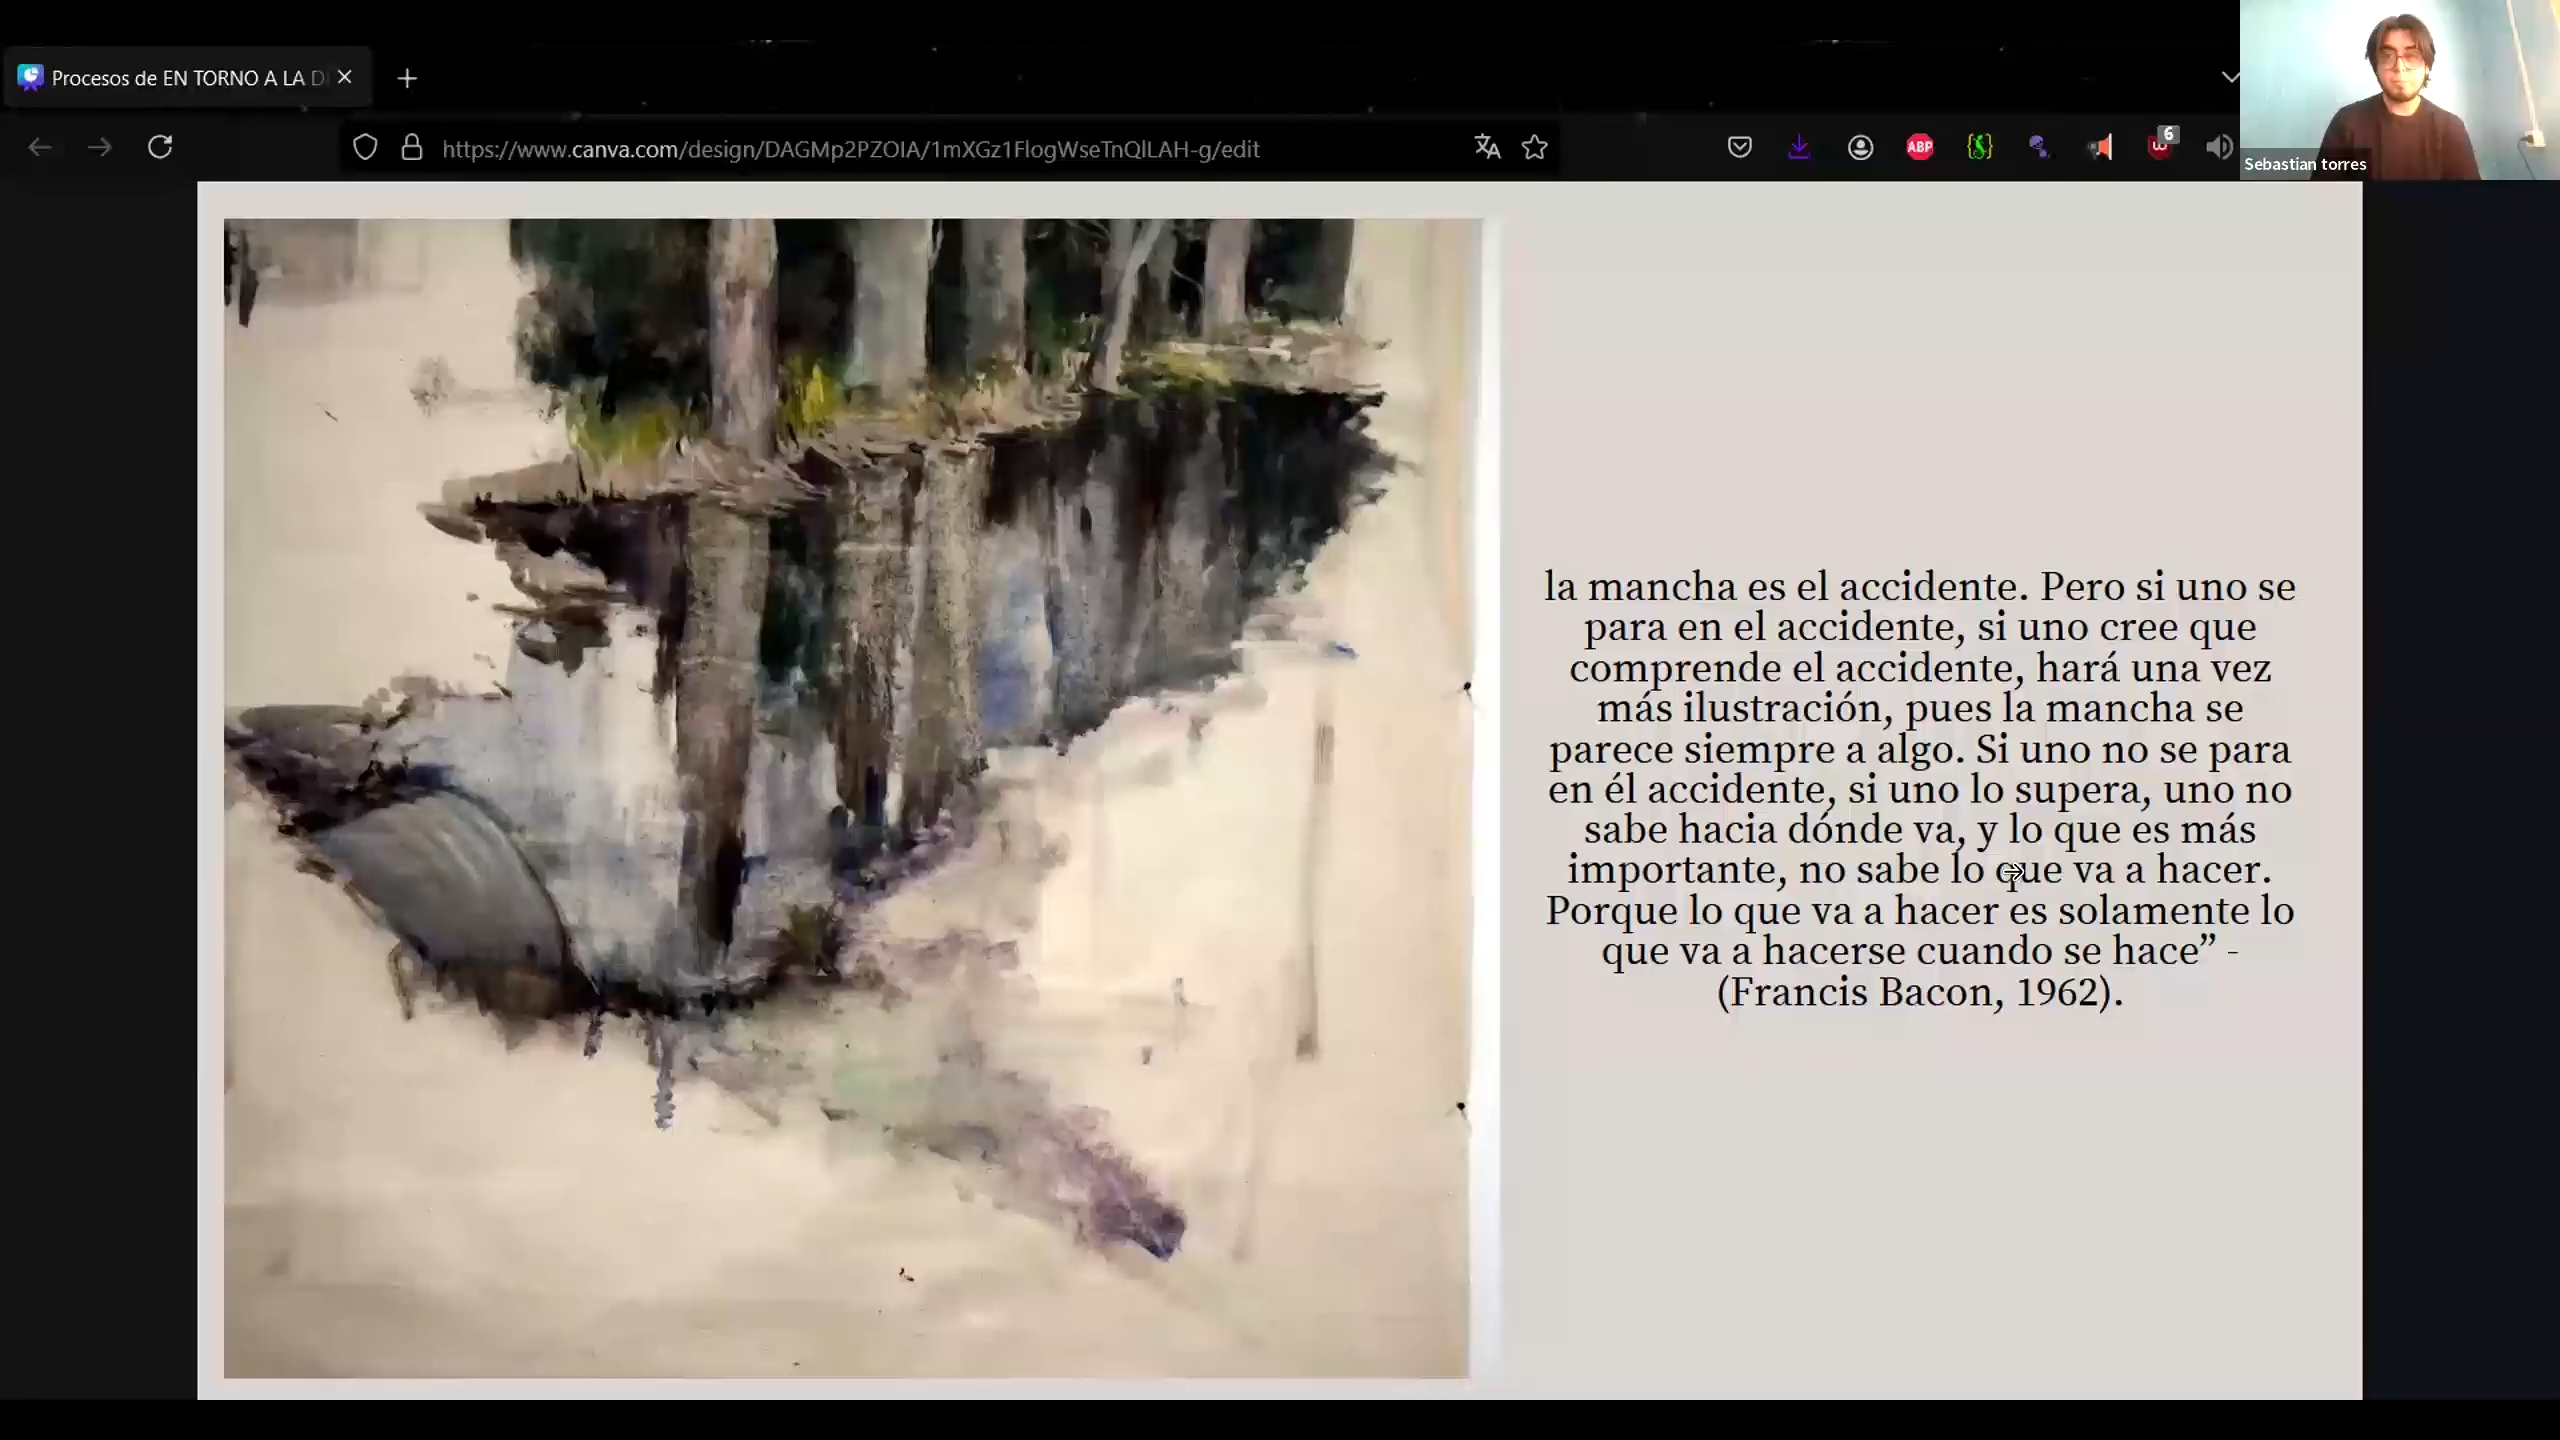 Procesos de EN TORNO A LA D
https://www.canva.com/design/DAGMp2PZOIA/1mXGz1FlogWseTnQlLAH-g/edit
ABP
6
Sebastian torres
la mancha es el accidente. Pero si uno se
para en el accidente, si uno cree que
comprende el accidente, hará una vez
más ilustración, pues la mancha se
parece siempre a algo. Si uno no se para
en él accidente, si uno lo supera, uno no
sabe hacia dónde va, y lo que es más
importante, no sabe lo que va a hacer.
Porque lo que va a hacer es solamente lo
que va a hacerse cuando se hace” -
(Francis Bacon, 1962).